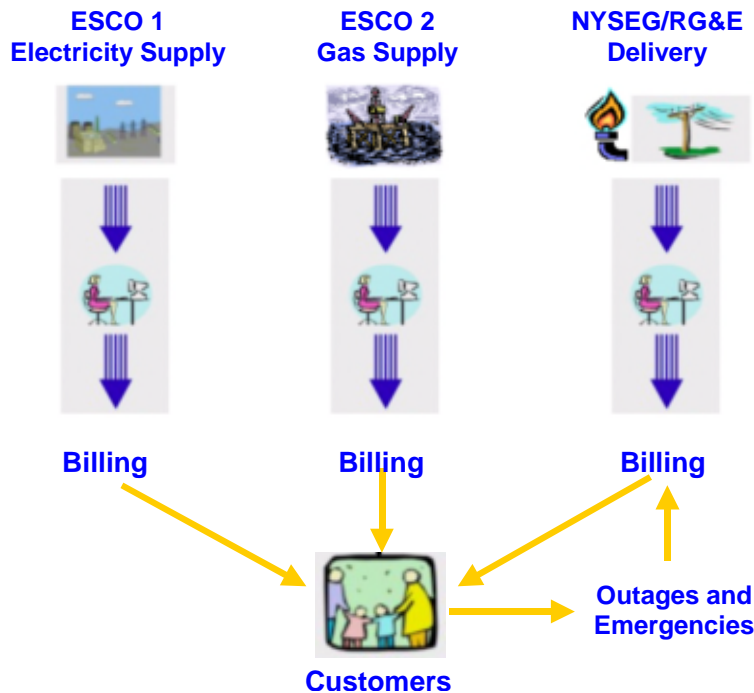 ESCO 1
Electricity Supply
ESCO 2
Gas Supply
NYSEG/RG&E
Delivery
Billing
Billing
Billing
Outages and
Emergencies
Customers